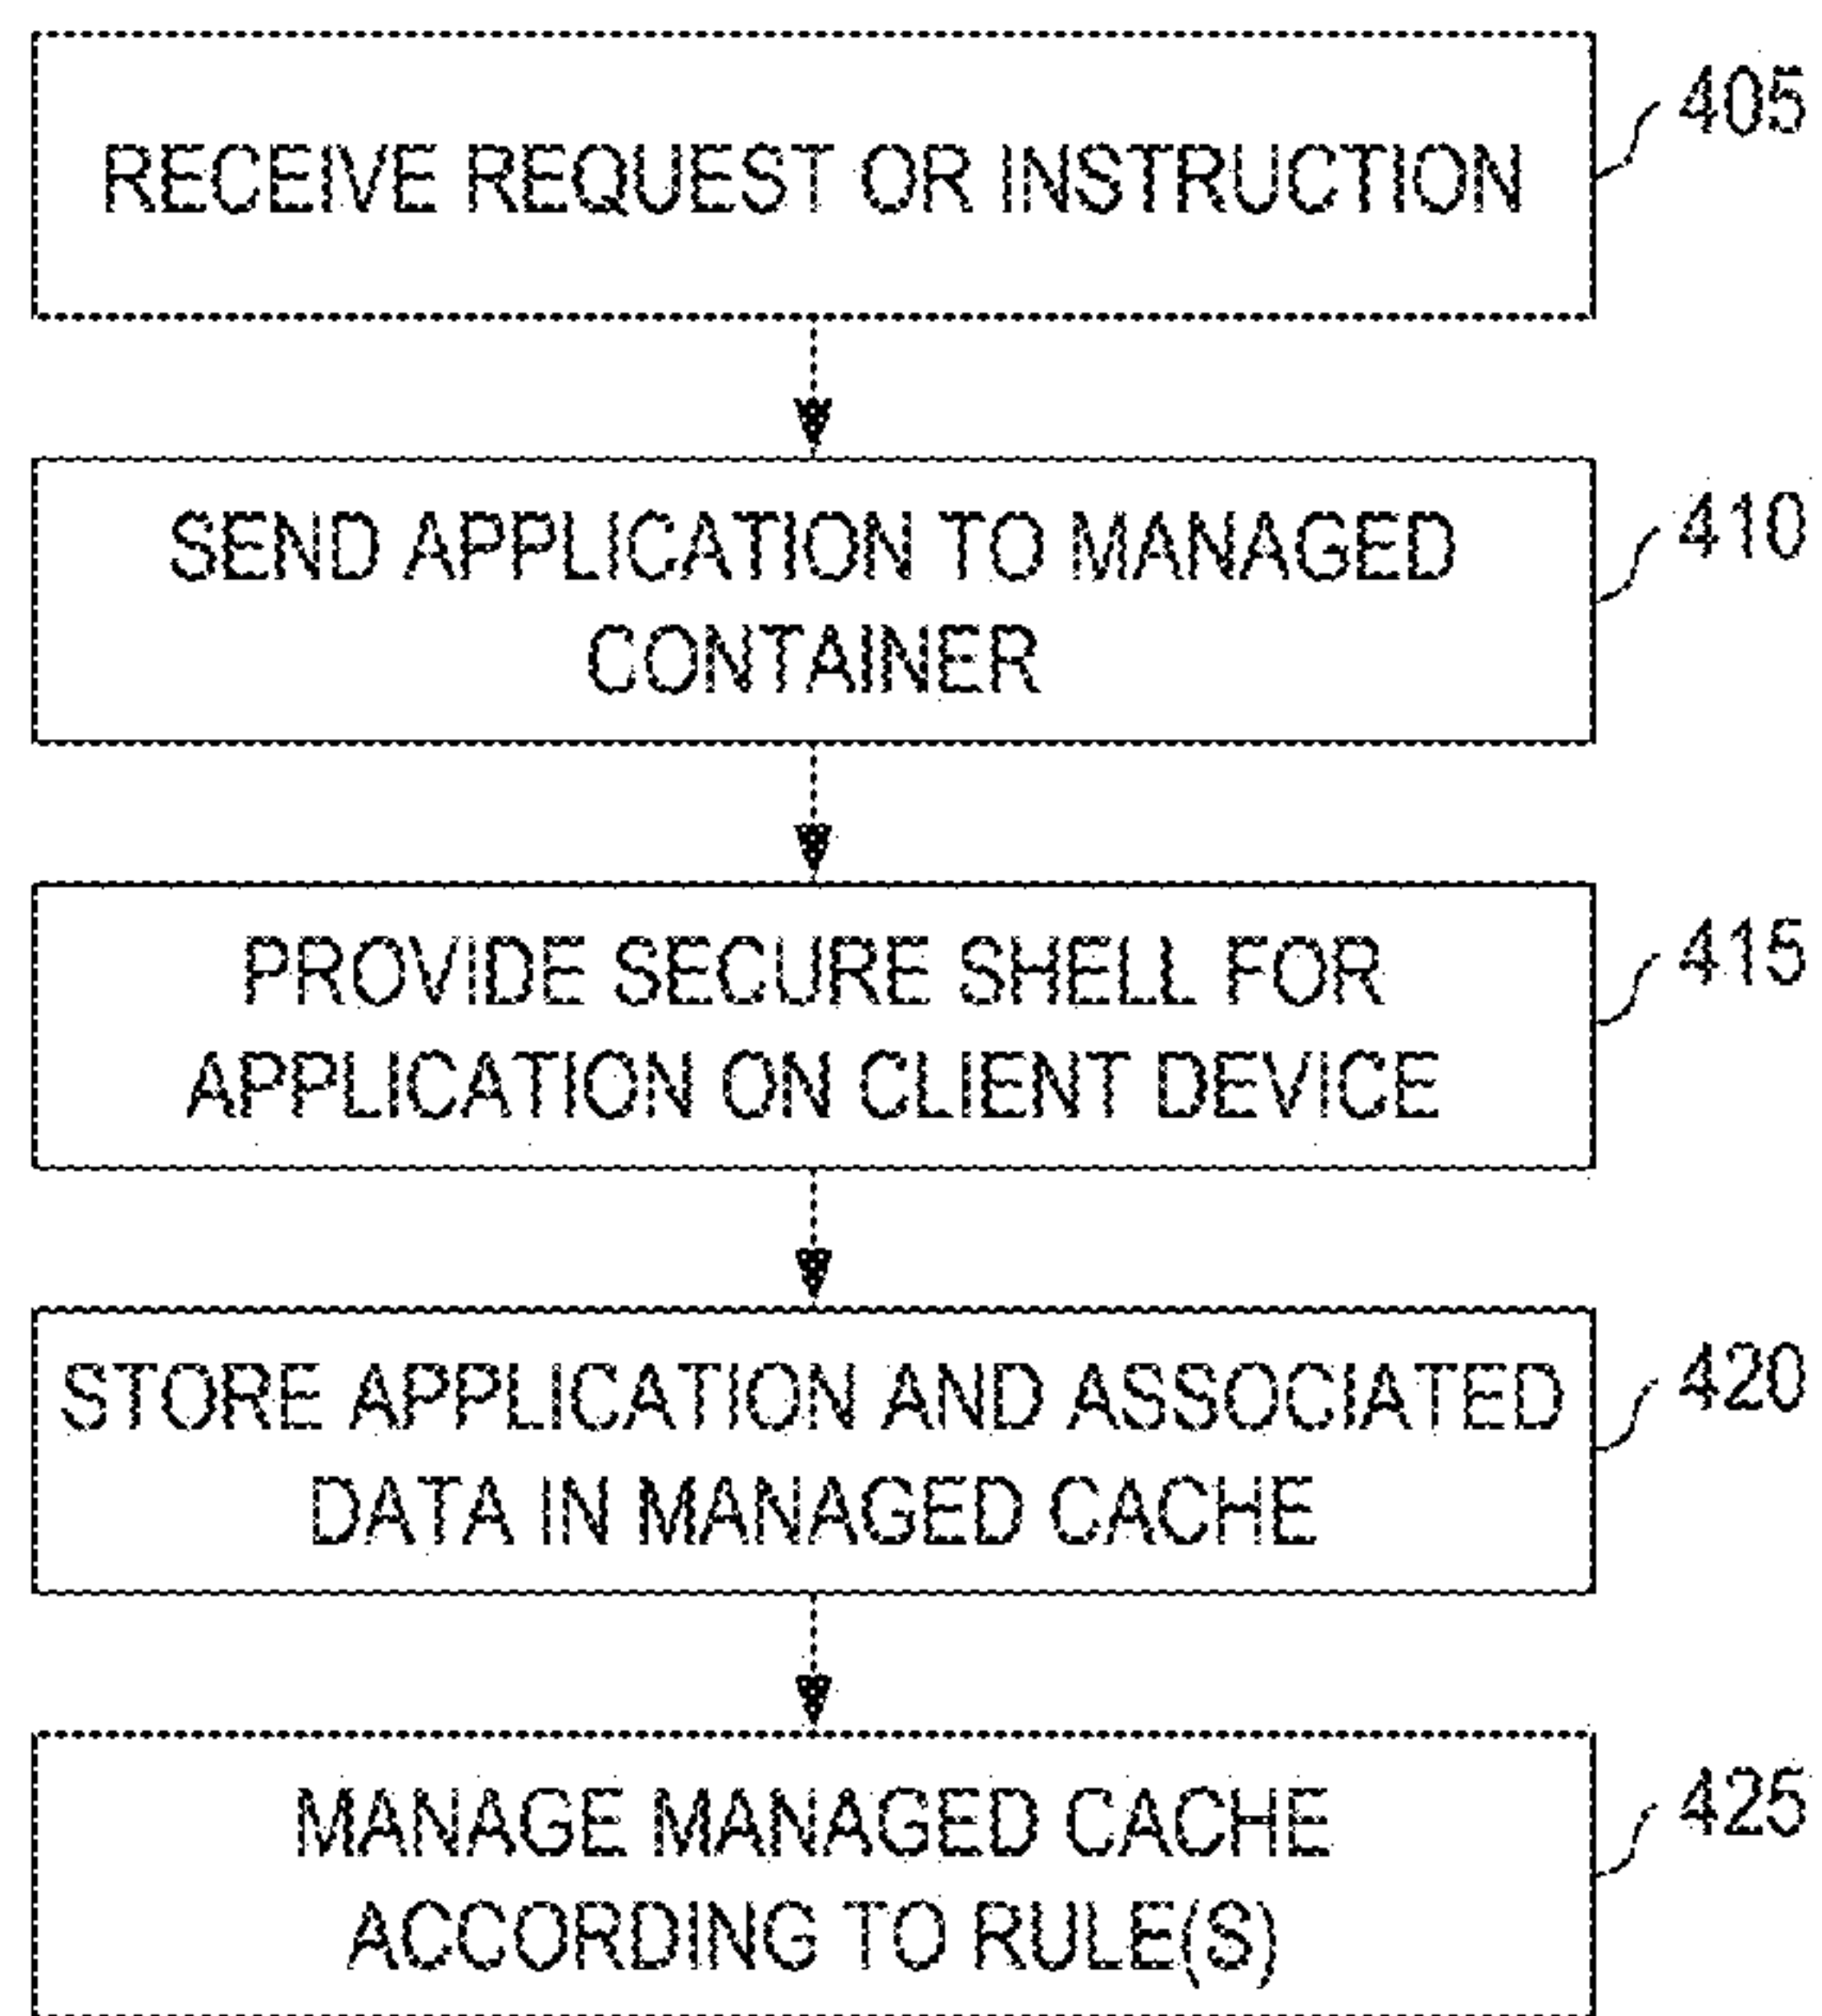 RECEIVE REQUEST OR INSTRUCTION
405
SEND APPLICATION TO MANAGED
CONTAINER
410
PROVIDE SECURE SHELL FOR
APPLICATION ON CLIENT DEVICE
415
STORE APPLICATION AND ASSOCIATED
DATA IN MANAGED CACHE
420
MANAGE MANAGED CACHE
ACCORDING TO RULE(S)
425